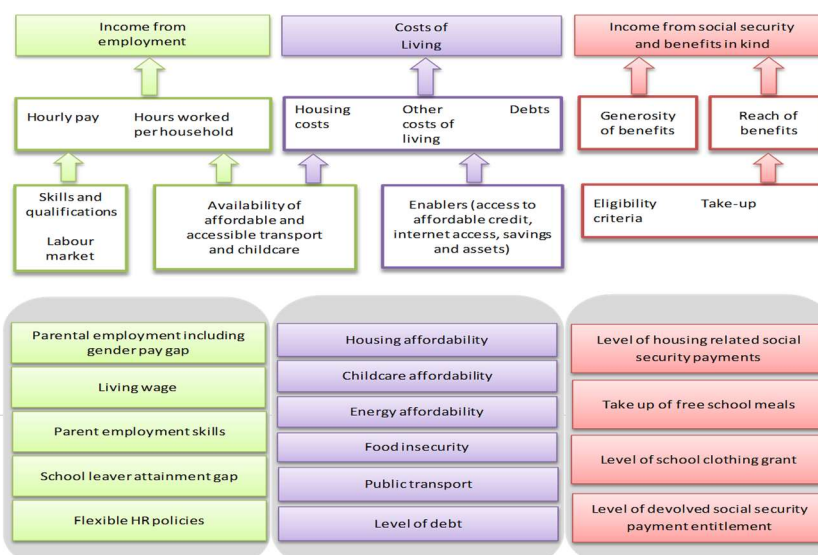 Income from
employment
Costs of
Living
Income from social security
and benefits in kind
Hourly pay
Hours worked
per household
Housing
costs
Other
costs of
living
Debts
Generosity
of benefits
Reach of
benefits
Skills and
qualifications
Labour
market
Availability of
affordable and
accessible transport
and childcare
Enablers (access to
affordable credit,
internet access, savings
and assets)
Eligibility
criteria
Take-up
Parental employment including
gender pay gap
Living wage
Parent employment skills
School leaver attainment gap
Flexible HR policies
Housing affordability
Childcare affordability
Energy affordability
Food insecurity
Public transport
Level of debt
Level of housing related social
security payments
Take up of free school meals
Level of school clothing grant
Level of devolved social security
payment entitlement